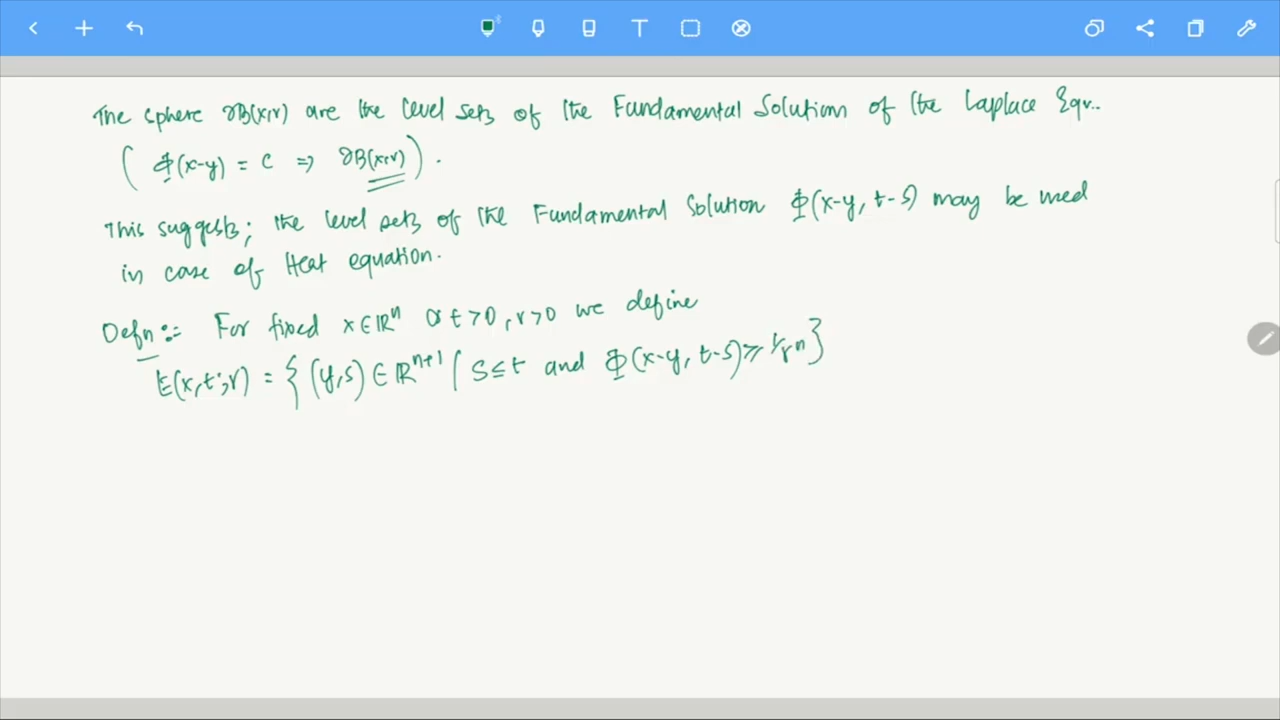 The sphere ∂B(x,r) are the level sets of the Fundamental Solution of the Laplace Eqn..
( Φ(x-y) = C ⇒ ∂B(x,r) ).
This suggests; the level sets of the Fundamental Solution Φ(x-y, t-s) may be used
in case of Heat equation.
Defn:- For fixed x∈ℝⁿ & t>0, r>0 we define
E(x,t;r) = { (y,s) ∈ ℝⁿ⁺¹ | s≤t and Φ(x-y, t-s) ≥ 1/rⁿ }